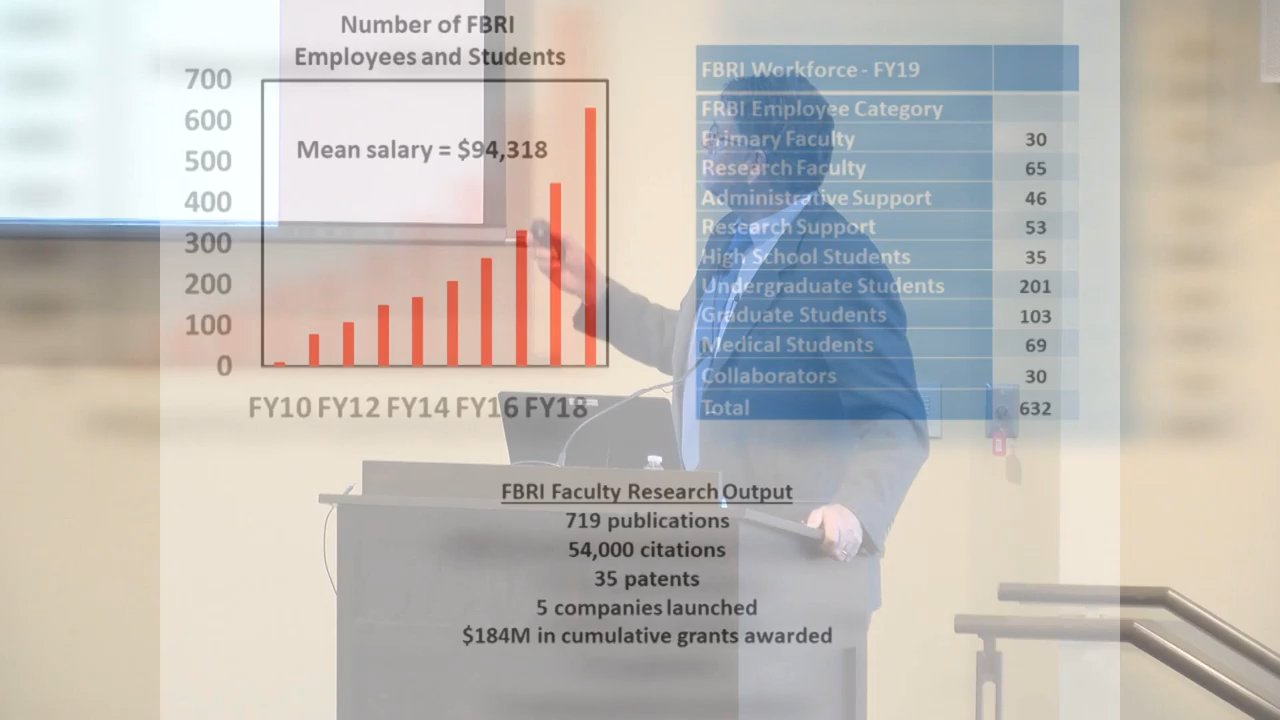 Number of FBRI
Employees and Students
700
600
500
400
300
200
100
0
Mean salary = $94,318
FY10 FY12 FY14 FY16 FY18
FBRI Workforce - FY19
FRBI Employee Category
Primary Faculty 30
Research Faculty 65
Administrative Support 46
Research Support 53
High School Students 35
Undergraduate Students 201
Graduate Students 103
Medical Students 69
Collaborators 30
Total 632
FBRI Faculty Research Output
719 publications
54,000 citations
35 patents
5 companies launched
$184M in cumulative grants awarded